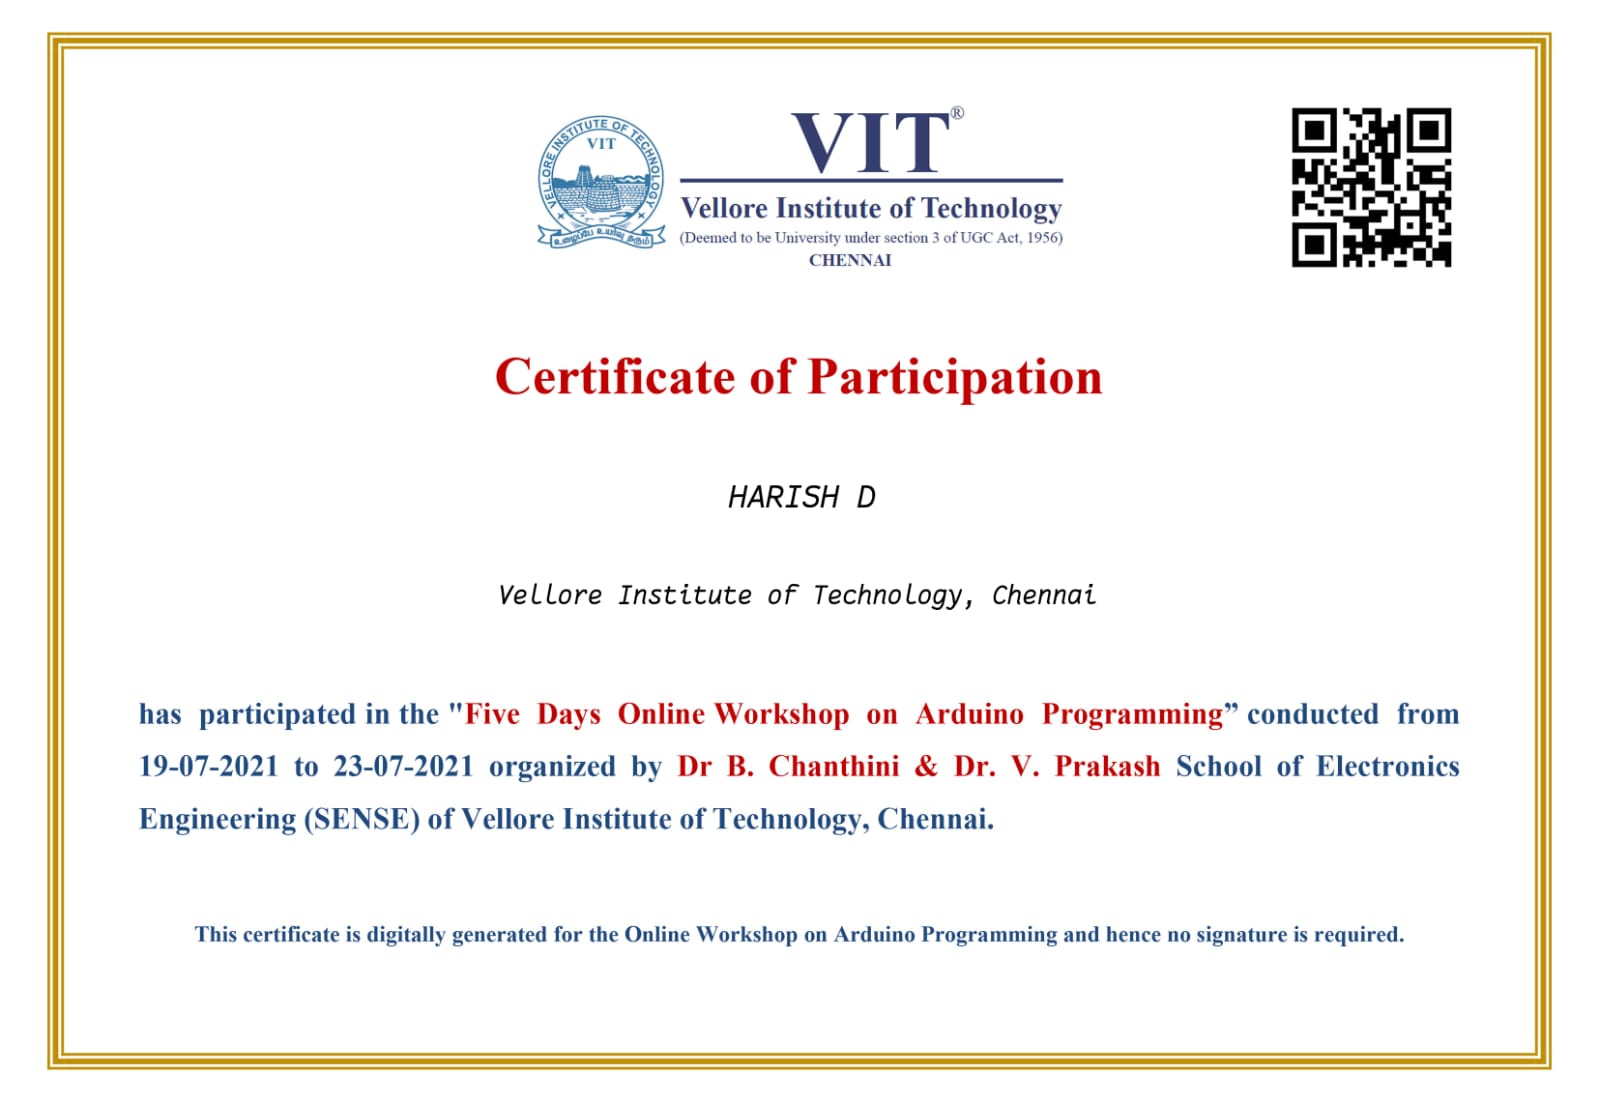 VELLORE INSTITUTE OF TECHNOLOGY
VIT
உழைப்பே உயர்வு தரும்
VIT®
Vellore Institute of Technology
(Deemed to be University under section 3 of UGC Act, 1956)
CHENNAI
Certificate of Participation
HARISH D
Vellore Institute of Technology, Chennai
has participated in the "Five Days Online Workshop on Arduino Programming” conducted from
19-07-2021 to 23-07-2021 organized by Dr B. Chanthini & Dr. V. Prakash School of Electronics
Engineering (SENSE) of Vellore Institute of Technology, Chennai.
This certificate is digitally generated for the Online Workshop on Arduino Programming and hence no signature is required.